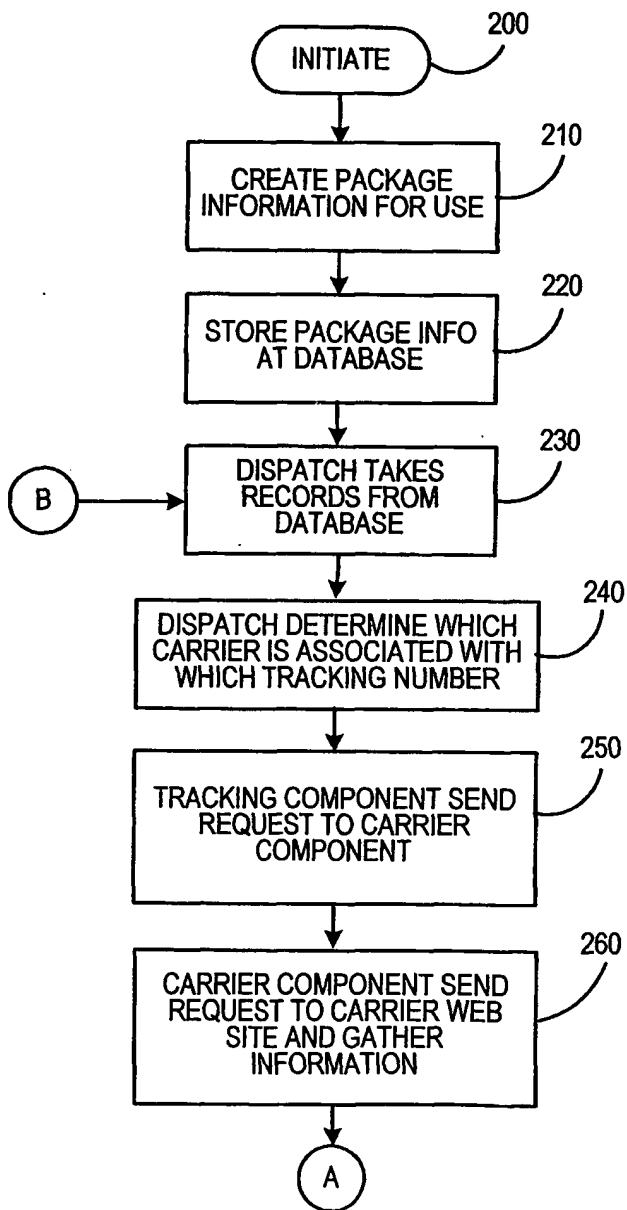 200
INITIATE
210
CREATE PACKAGE
INFORMATION FOR USE
220
STORE PACKAGE INFO
AT DATABASE
230
B
DISPATCH TAKES
RECORDS FROM
DATABASE
240
DISPATCH DETERMINE WHICH
CARRIER IS ASSOCIATED WITH
WHICH TRACKING NUMBER
250
TRACKING COMPONENT SEND
REQUEST TO CARRIER
COMPONENT
260
CARRIER COMPONENT SEND
REQUEST TO CARRIER WEB
SITE AND GATHER
INFORMATION
A